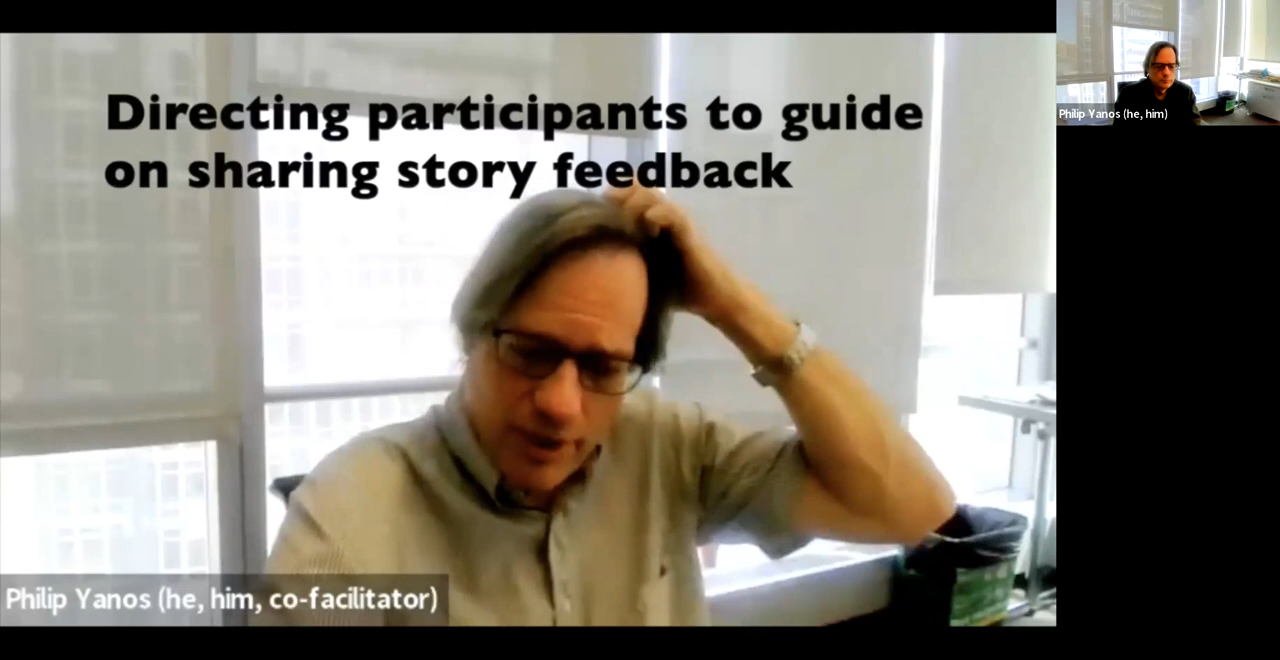 Directing participants to guide
on sharing story feedback
Philip Yanos (he, him)
Philip Yanos (he, him, co-facilitator)